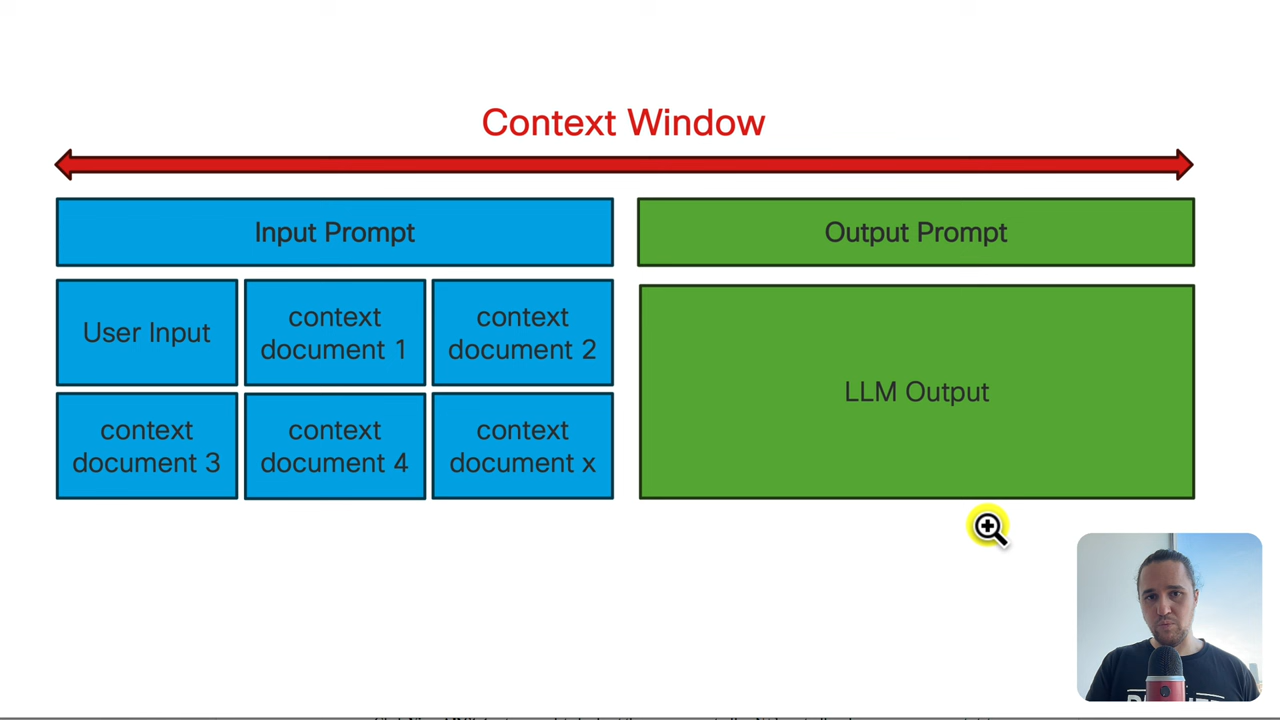 Context Window
Input Prompt
Output Prompt
User Input
context
document 1
context
document 2
LLM Output
context
document 3
context
document 4
context
document x